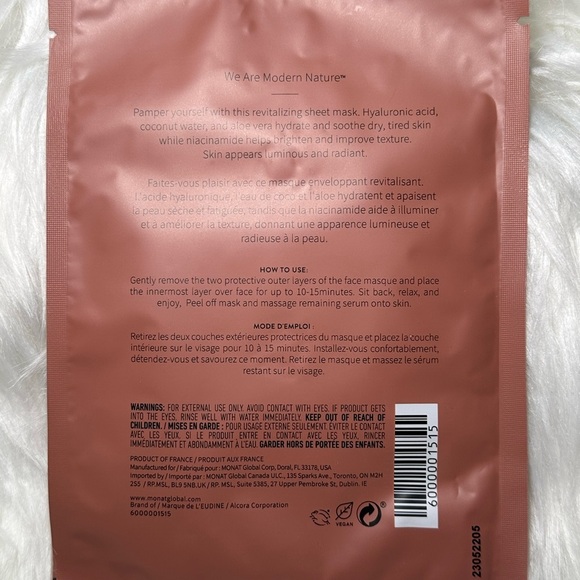 We Are Modern Nature™
Pamper yourself with this revitalizing sheet mask. Hyaluronic acid,
coconut water, and aloe vera hydrate and soothe dry, tired skin
while niacinamide helps brighten and improve texture.
Skin appears luminous and radiant.
Faites-vous plaisir avec ce masque enveloppant revitalisant.
L'acide hyaluronique, l'eau de coco et l'aloe hydratent et apaisent
la peau sèche et fatiguée, tandis que la niacinamide aide à illuminer
et à améliorer la texture, donnant une apparence lumineuse et
radieuse à la peau.
HOW TO USE:
Gently remove the two protective outer layers of the face masque and place
the innermost layer over face for up to 10-15minutes. Sit back, relax, and
enjoy, Peel off mask and massage remaining serum onto skin.
MODE D'EMPLOI :
Retirez les deux couches extérieures protectrices du masque et placez la couche
intérieure sur le visage pour 10 à 15 minutes. Installez-vous confortablement,
détendez-vous et savourez ce moment. Retirez le masque et massez le sérum
restant sur le visage.
WARNINGS: FOR EXTERNAL USE ONLY. AVOID CONTACT WITH EYES. IF PRODUCT GETS
INTO THE EYES, RINSE WELL WITH WATER IMMEDIATELY. KEEP OUT OF REACH OF
CHILDREN. / MISES EN GARDE : POUR USAGE EXTERNE SEULEMENT. ÉVITER LE CONTACT
AVEC LES YEUX. SI LE PRODUIT ENTRE EN CONTACT AVEC LES YEUX, RINCER
IMMÉDIATEMENT ET ABONDAMMENT À L'EAU. GARDER HORS DE PORTÉE DES ENFANTS.
PRODUCT OF FRANCE / PRODUIT AUX FRANCE
Manufactured for / Fabriqué pour : MONAT Global Corp, Doral, FL 33178, USA
imported by / importé par : MONAT Global Canada ULC., 135 Sparks Ave., Toronto, ON M2H
2S5 / RP.MSL, BL9 5NB.UK / RP. MSL, Suite S385, 27 Upper Pembroke St, Dublin. IE
www.monatglobal.com
Brand of / Marque de L'EUDINE / Alcora Corporation
6000001515
VEGAN
6000001515
23052205